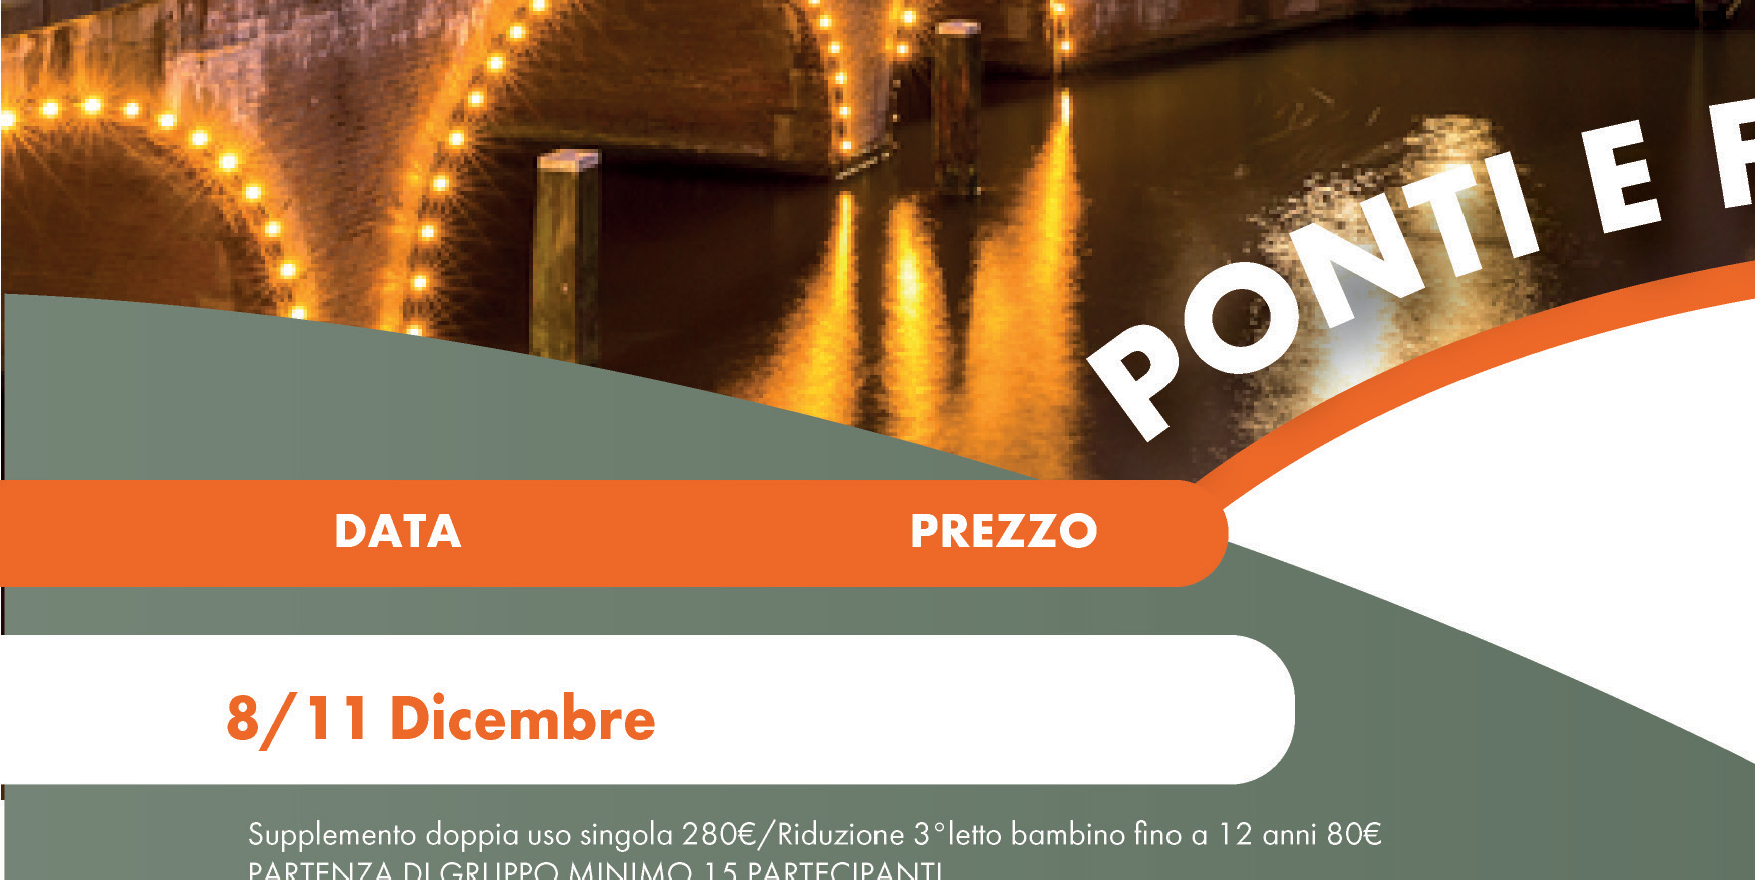 PONTI E
DATA PREZZO
8/11 Dicembre
Supplemento doppia uso singola 280€/Riduzione 3°letto bambino fino a 12 anni 80€
PARTENZA DI GRUPPO MINIMO 15 PARTECIPANTI